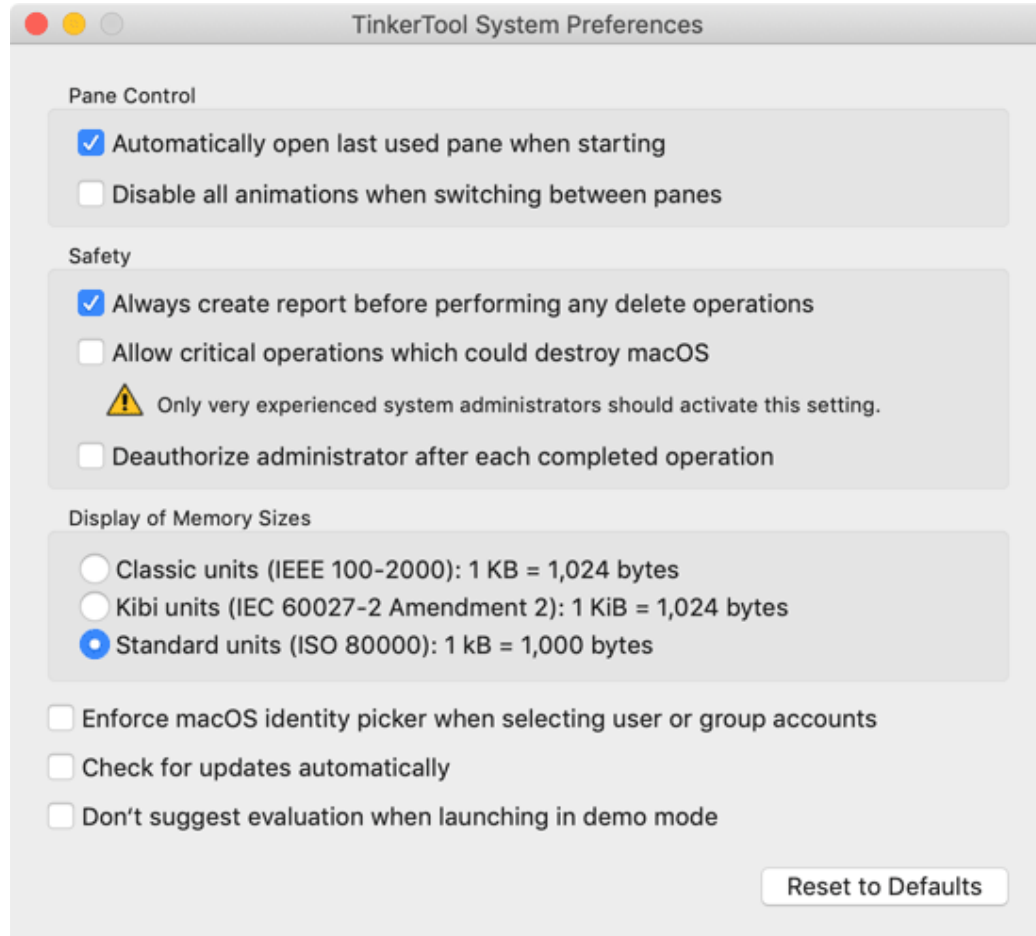 TinkerTool System Preferences
Pane Control
Automatically open last used pane when starting
Disable all animations when switching between panes
Safety
Always create report before performing any delete operations
Allow critical operations which could destroy macOS
Only very experienced system administrators should activate this setting.
Deauthorize administrator after each completed operation
Display of Memory Sizes
Classic units (IEEE 100-2000): 1 KB = 1,024 bytes
Kibi units (IEC 60027-2 Amendment 2): 1 KiB = 1,024 bytes
Standard units (ISO 80000): 1 kB = 1,000 bytes
Enforce macOS identity picker when selecting user or group accounts
Check for updates automatically
Don’t suggest evaluation when launching in demo mode
Reset to Defaults